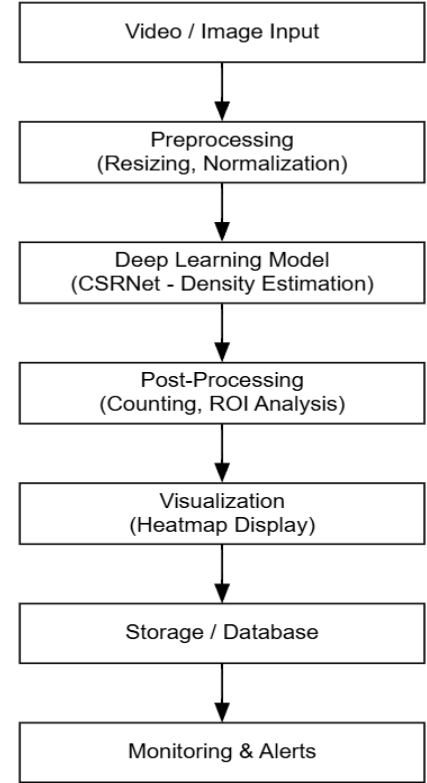 Video / Image Input
Preprocessing
(Resizing, Normalization)
Deep Learning Model
(CSRNet - Density Estimation)
Post-Processing
(Counting, ROI Analysis)
Visualization
(Heatmap Display)
Storage / Database
Monitoring & Alerts